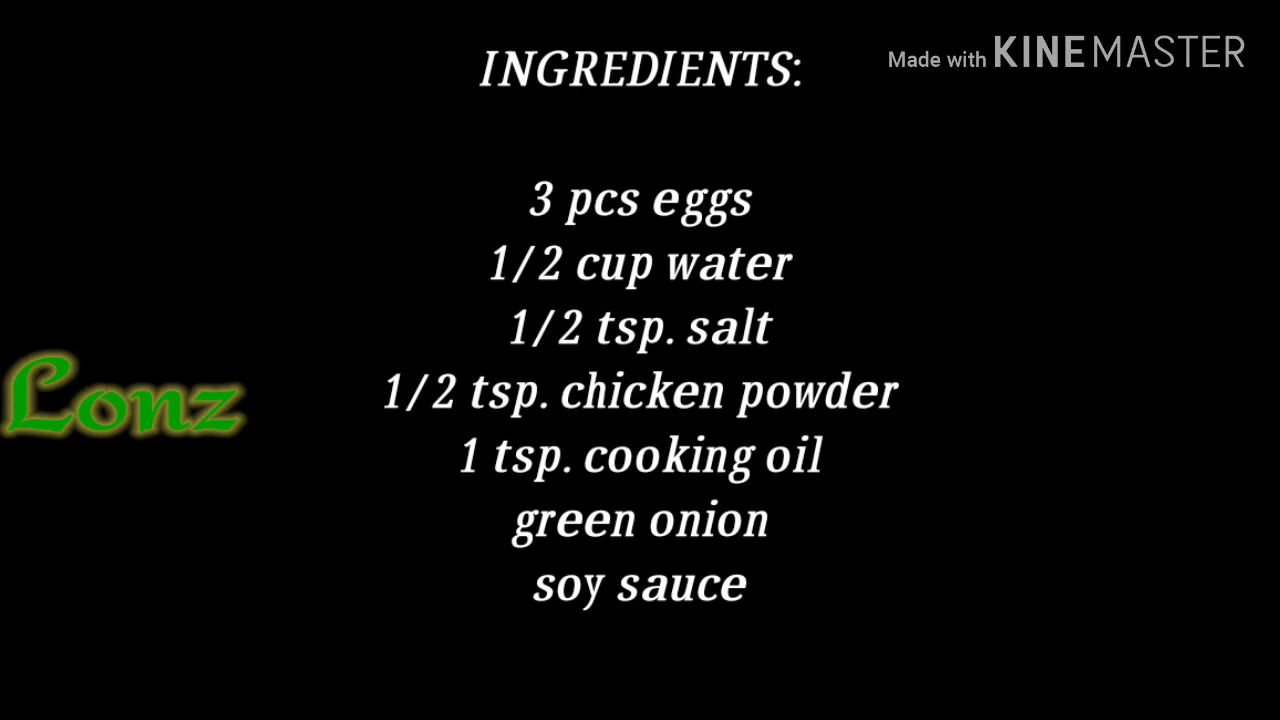 INGREDIENTS:
Made with KINEMASTER
3 pcs eggs
1/2 cup water
1/2 tsp. salt
1/2 tsp. chicken powder
Lonz
1 tsp. cooking oil
green onion
soy sauce